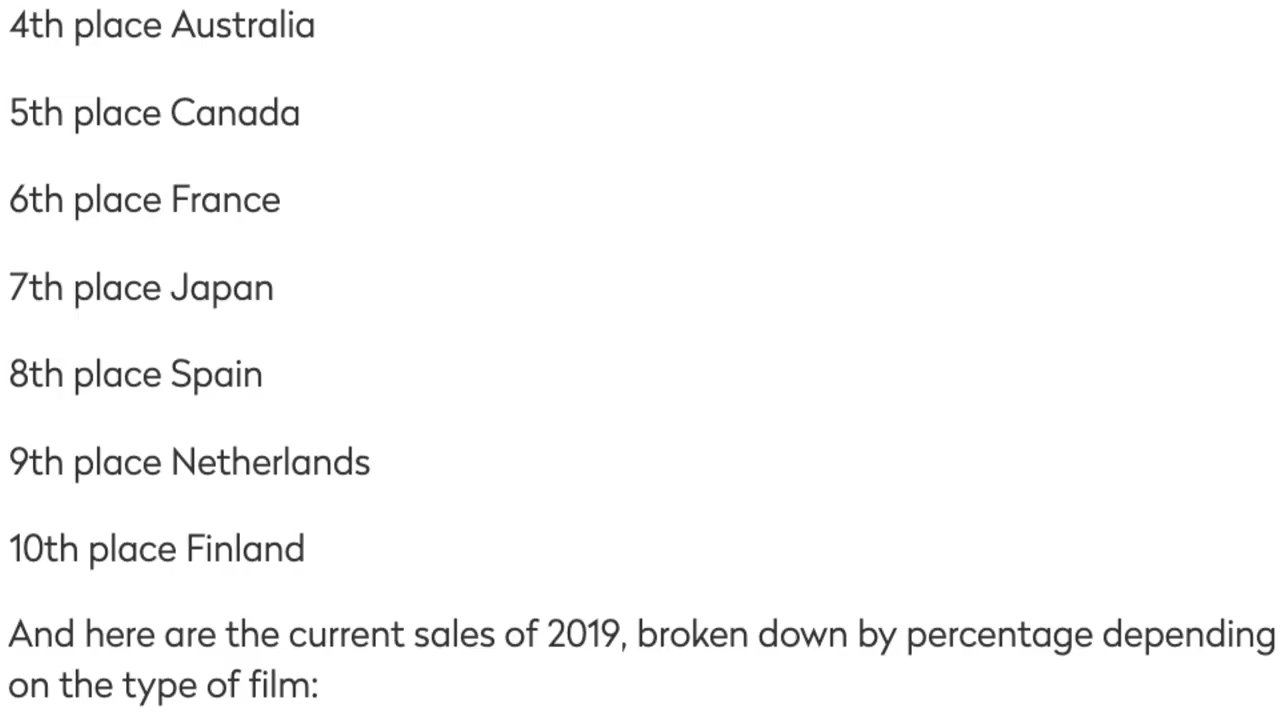 4th place Australia
5th place Canada
6th place France
7th place Japan
8th place Spain
9th place Netherlands
10th place Finland
And here are the current sales of 2019, broken down by percentage depending
on the type of film: